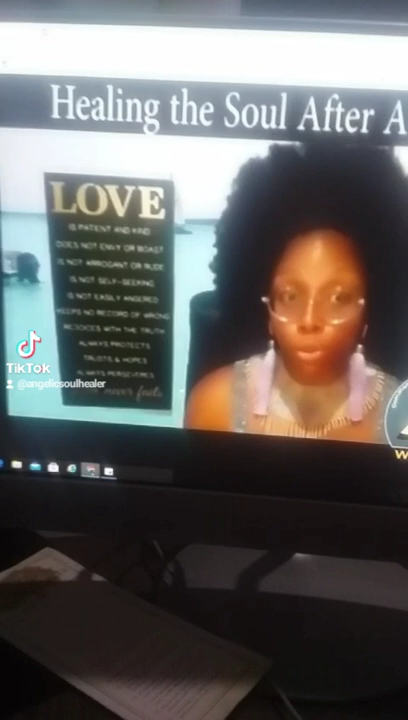 Healing the Soul After A
LOVE
IS PATIENT AND KIND
DOES NOT ENVY OR BOAST
IS NOT ARROGANT OR RUDE
IS NOT SELF-SEEKING
IS NOT EASILY ANGERED
KEEPS NO RECORD OF WRONG
REJOICES WITH THE TRUTH
ALWAYS PROTECTS
TRUSTS & HOPES
ALWAYS PERSEVERES
never fails
TikTok
@angelicsoulhealer
W